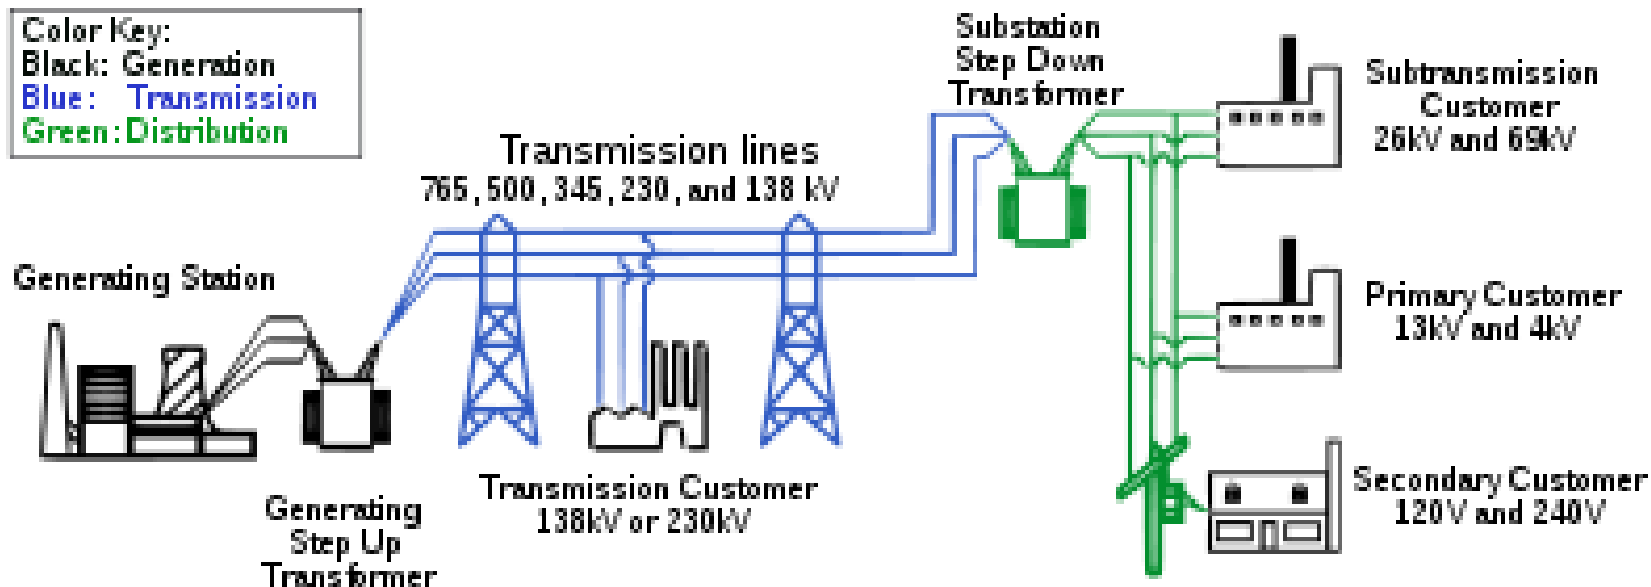 Color Key:
Black: Generation
Blue: Transmission
Green: Distribution
Substation
Step Down
Transformer
Subtransmission
Customer
26kV and 69kV
Transmission lines
765, 500, 345, 230, and 138 kV
Generating Station
Primary Customer
13kV and 4kV
Transmission Customer
138kV or 230kV
Generating
Step Up
Transformer
Secondary Customer
120V and 240V